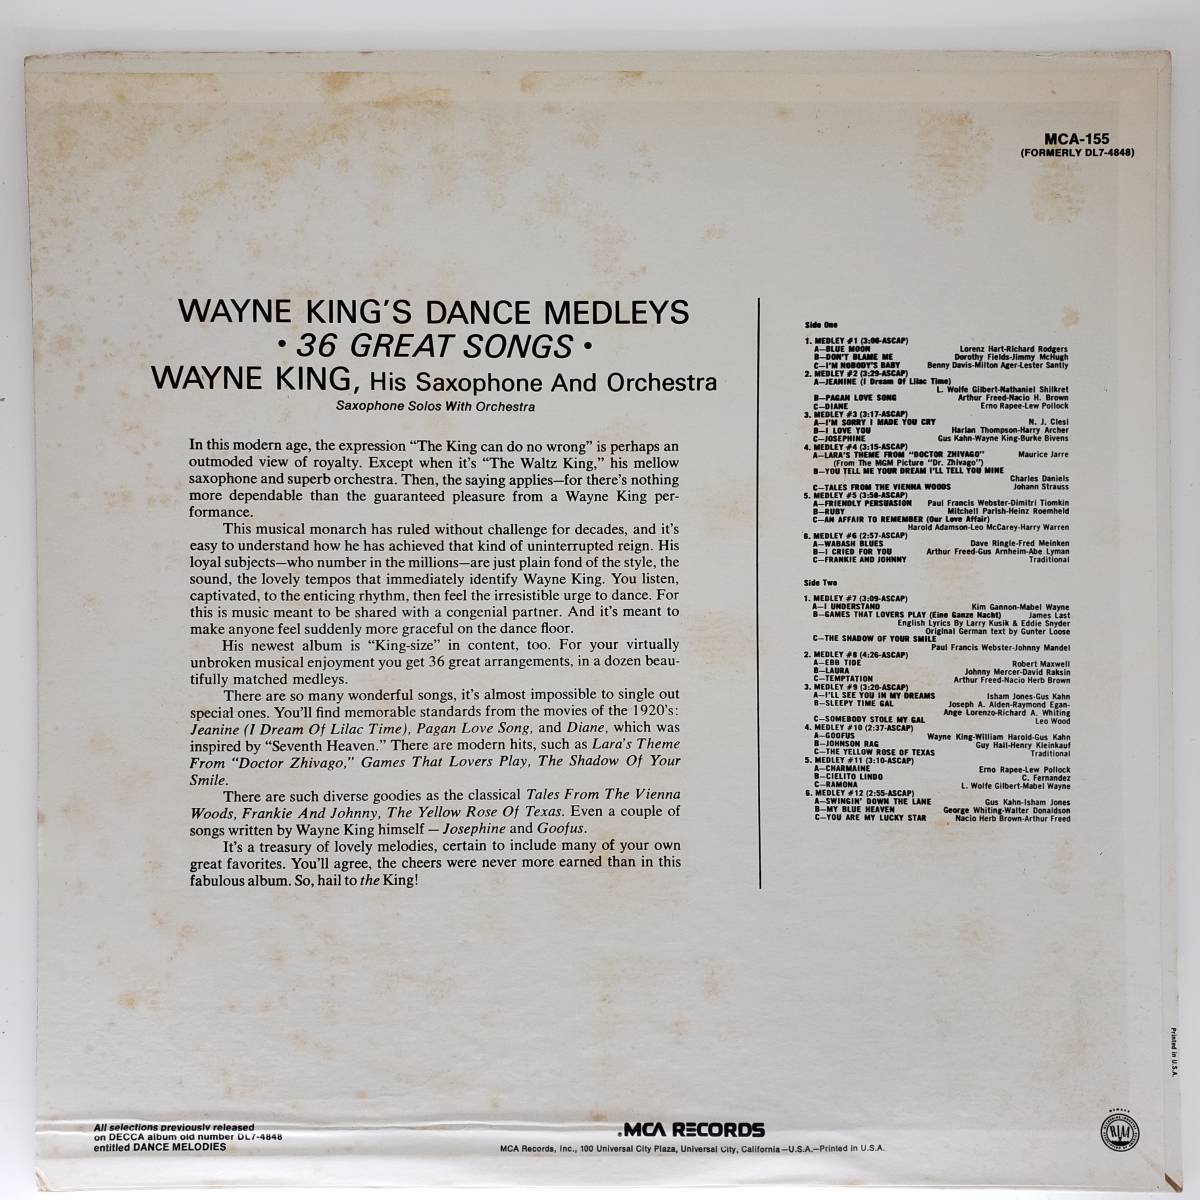 MCA-155
(FORMERLY DL7-4848)
WAYNE KING'S DANCE MEDLEYS
• 36 GREAT SONGS •
WAYNE KING, His Saxophone And Orchestra
Saxophone Solos With Orchestra
In this modern age, the expression “The King can do no wrong” is perhaps an
outmoded view of royalty. Except when it's “The Waltz King,” his mellow
saxophone and superb orchestra. Then, the saying applies—for there's nothing
more dependable than the guaranteed pleasure from a Wayne King per-
formance.
This musical monarch has ruled without challenge for decades, and it's
easy to understand how he has achieved that kind of uninterrupted reign. His
loyal subjects—who number in the millions—are just plain fond of the style, the
sound, the lovely tempos that immediately identify Wayne King. You listen,
captivated, to the enticing rhythm, then feel the irresistible urge to dance. For
this is music meant to be shared with a congenial partner. And it's meant to
make anyone feel suddenly more graceful on the dance floor.
His newest album is “King-size” in content, too. For your virtually
unbroken musical enjoyment you get 36 great arrangements, in a dozen beau-
tifully matched medleys.
There are so many wonderful songs, it's almost impossible to single out
special ones. You'll find memorable standards from the movies of the 1920's:
Jeanine (I Dream Of Lilac Time), Pagan Love Song, and Diane, which was
inspired by “Seventh Heaven.” There are modern hits, such as Lara's Theme
From “Doctor Zhivago,” Games That Lovers Play, The Shadow Of Your
Smile.
There are such diverse goodies as the classical Tales From The Vienna
Woods, Frankie And Johnny, The Yellow Rose Of Texas. Even a couple of
songs written by Wayne King himself — Josephine and Goofus.
It's a treasury of lovely melodies, certain to include many of your own
great favorites. You'll agree, the cheers were never more earned than in this
fabulous album. So, hail to the King!
Side One
1. MEDLEY #1 (3:06-ASCAP)
A—BLUE MOON Lorenz Hart-Richard Rodgers
B—DON'T BLAME ME Dorothy Fields-Jimmy McHugh
C—I'M NOBODY'S BABY Benny Davis-Milton Ager-Lester Santly
2. MEDLEY #2 (3:29-ASCAP)
A—JEANINE (I Dream Of Lilac Time)
L. Wolfe Gilbert-Nathaniel Shilkret
B—PAGAN LOVE SONG Arthur Freed-Nacio H. Brown
C—DIANE Erno Rapee-Lew Pollock
3. MEDLEY #3 (3:17-ASCAP)
A—I'M SORRY I MADE YOU CRY N. J. Clesi
B—I LOVE YOU Harlan Thompson-Harry Archer
C—JOSEPHINE Gus Kahn-Wayne King-Burke Bivens
4. MEDLEY #4 (3:15-ASCAP)
A—LARA'S THEME FROM "DOCTOR ZHIVAGO" Maurice Jarre
(From The MGM Picture "Dr. Zhivago")
B—YOU TELL ME YOUR DREAM I'LL TELL YOU MINE
Charles Daniels
C—TALES FROM THE VIENNA WOODS Johann Strauss
5. MEDLEY #5 (3:58-ASCAP)
A—FRIENDLY PERSUASION Paul Francis Webster-Dimitri Tiomkin
B—RUBY Mitchell Parish-Heinz Roemheld
C—AN AFFAIR TO REMEMBER (Our Love Affair)
Harold Adamson-Leo McCarey-Harry Warren
6. MEDLEY #6 (2:57-ASCAP)
A—WABASH BLUES Dave Ringle-Fred Meinken
B—I CRIED FOR YOU Arthur Freed-Gus Arnheim-Abe Lyman
C—FRANKIE AND JOHNNY Traditional
Side Two
1. MEDLEY #7 (3:09-ASCAP)
A—I UNDERSTAND Kim Gannon-Mabel Wayne
B—GAMES THAT LOVERS PLAY (Eine Ganze Nacht) James Last
English Lyrics By Larry Kusik & Eddie Snyder
Original German text by Gunter Loose
C—THE SHADOW OF YOUR SMILE
Paul Francis Webster-Johnny Mandel
2. MEDLEY #8 (4:26-ASCAP)
A—EBB TIDE Robert Maxwell
B—LAURA Johnny Mercer-David Raksin
C—TEMPTATION Arthur Freed-Nacio Herb Brown
3. MEDLEY #9 (3:20-ASCAP)
A—I'LL SEE YOU IN MY DREAMS Isham Jones-Gus Kahn
B—SLEEPY TIME GAL Joseph A. Alden-Raymond Egan-
Ange Lorenzo-Richard A. Whiting
C—SOMEBODY STOLE MY GAL Leo Wood
4. MEDLEY #10 (2:37-ASCAP)
A—GOOFUS Wayne King-William Harold-Gus Kahn
B—JOHNSON RAG Guy Hall-Henry Kleinkauf
C—THE YELLOW ROSE OF TEXAS Traditional
5. MEDLEY #11 (3:10-ASCAP)
A—CHARMAINE Erno Rapee-Lew Pollock
B—CIELITO LINDO C. Fernandez
C—RAMONA L. Wolfe Gilbert-Mabel Wayne
6. MEDLEY #12 (2:55-ASCAP)
A—SWINGIN' DOWN THE LANE Gus Kahn-Isham Jones
B—MY BLUE HEAVEN George Whiting-Walter Donaldson
C—YOU ARE MY LUCKY STAR Nacio Herb Brown-Arthur Freed
Printed in U.S.A.
All selections previously released
on DECCA album old number DL7-4848
entitled DANCE MELODIES
MCA RECORDS
MCA Records, Inc., 100 Universal City Plaza, Universal City, California—U.S.A.—Printed in U.S.A.
MEMBER